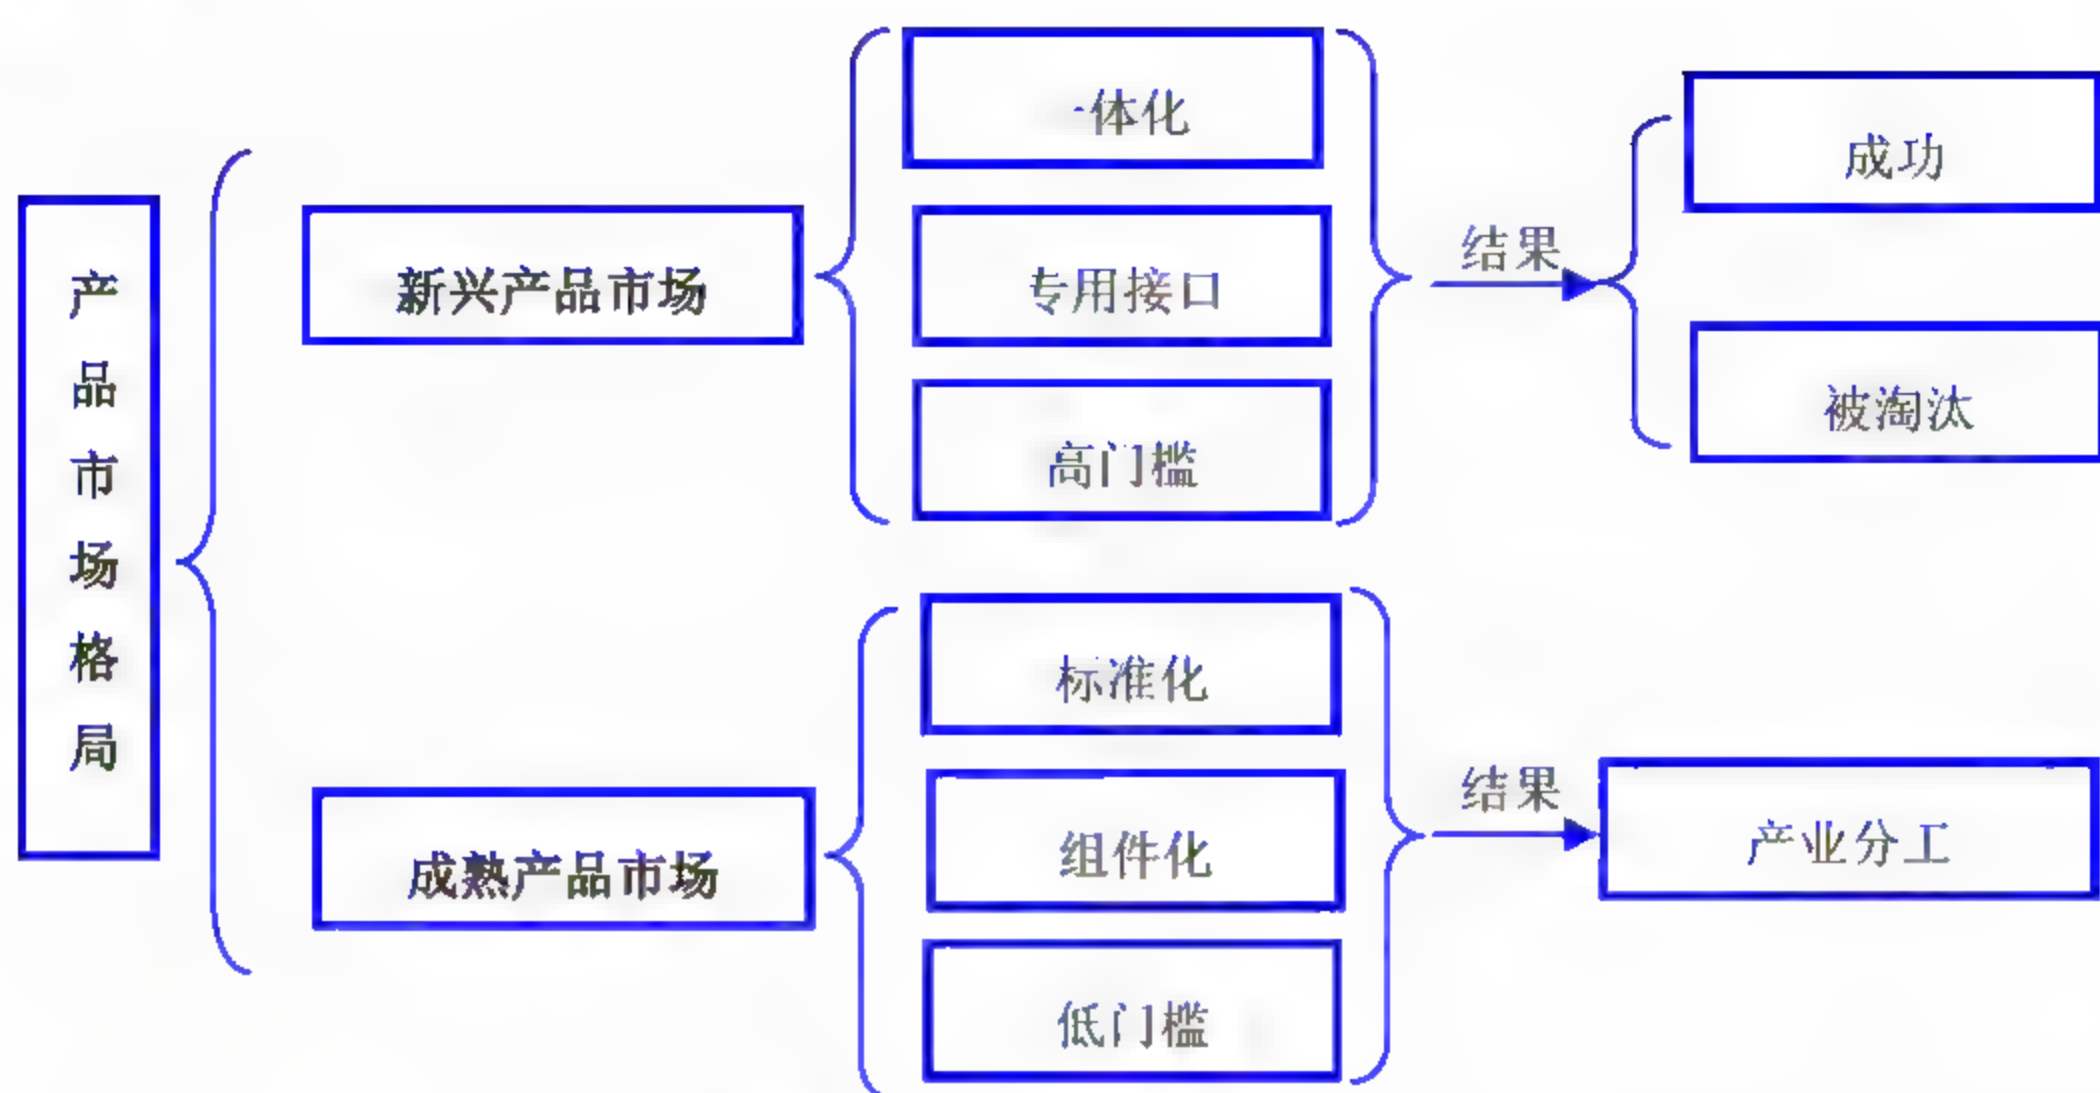 产品市场格局
新兴产品市场
一体化
专用接口
高门槛
结果
成功
被淘汰
成熟产品市场
标准化
组件化
低门槛
结果
产业分工